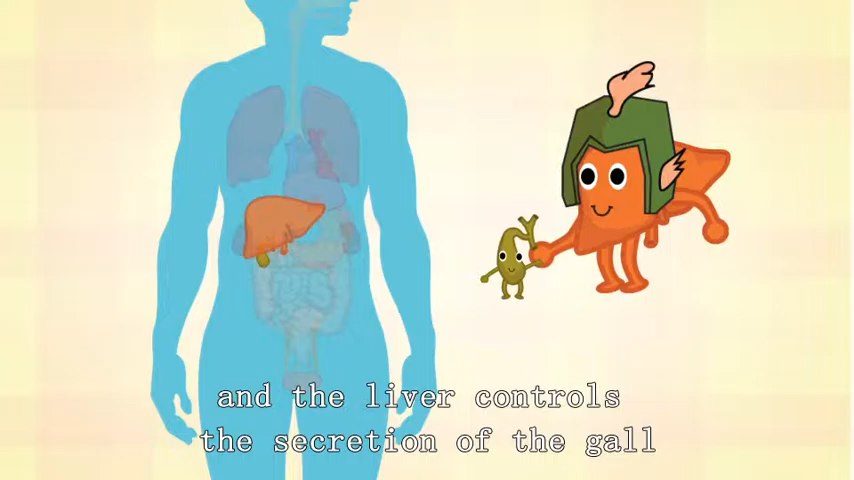 and the liver controls
the secretion of the gall